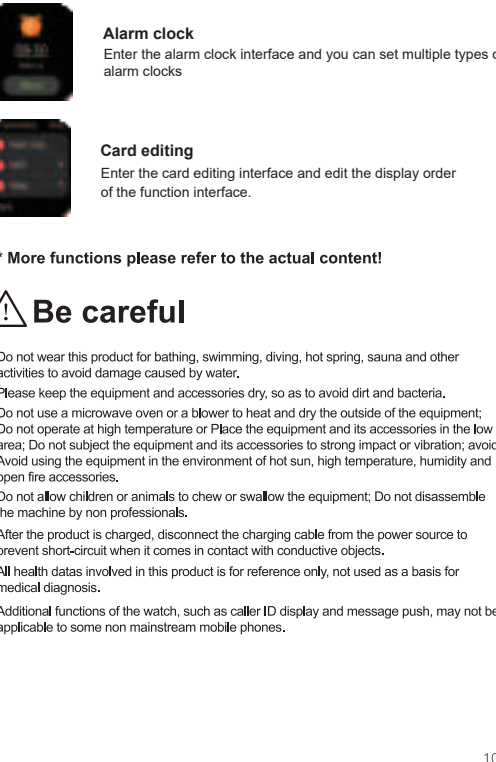 Alarm clock
Enter the alarm clock interface and you can set multiple types
alarm clocks
Card editing
Enter the card editing interface and edit the display order
of the function interface.
* More functions please refer to the actual content!
Be careful
Do not wear this product for bathing, swimming, diving, hot spring, sauna and other
activities to avoid damage caused by water.
Please keep the equipment and accessories dry, so as to avoid dirt and bacteria.
Do not use a microwave oven or a blower to heat and dry the outside of the equipment;
Do not operate at high temperature or Place the equipment and its accessories in the low
area; Do not subject the equipment and its accessories to strong impact or vibration; avoid
Avoid using the equipment in the environment of hot sun, high temperature, humidity and
open fire accessories.
Do not allow children or animals to chew or swallow the equipment; Do not disassemble
the machine by non professionals.
After the product is charged, disconnect the charging cable from the power source to
prevent short-circuit when it comes in contact with conductive objects.
All health datas involved in this product is for reference only, not used as a basis for
medical diagnosis.
Additional functions of the watch, such as caller ID display and message push, may not be
applicable to some non mainstream mobile phones.
10